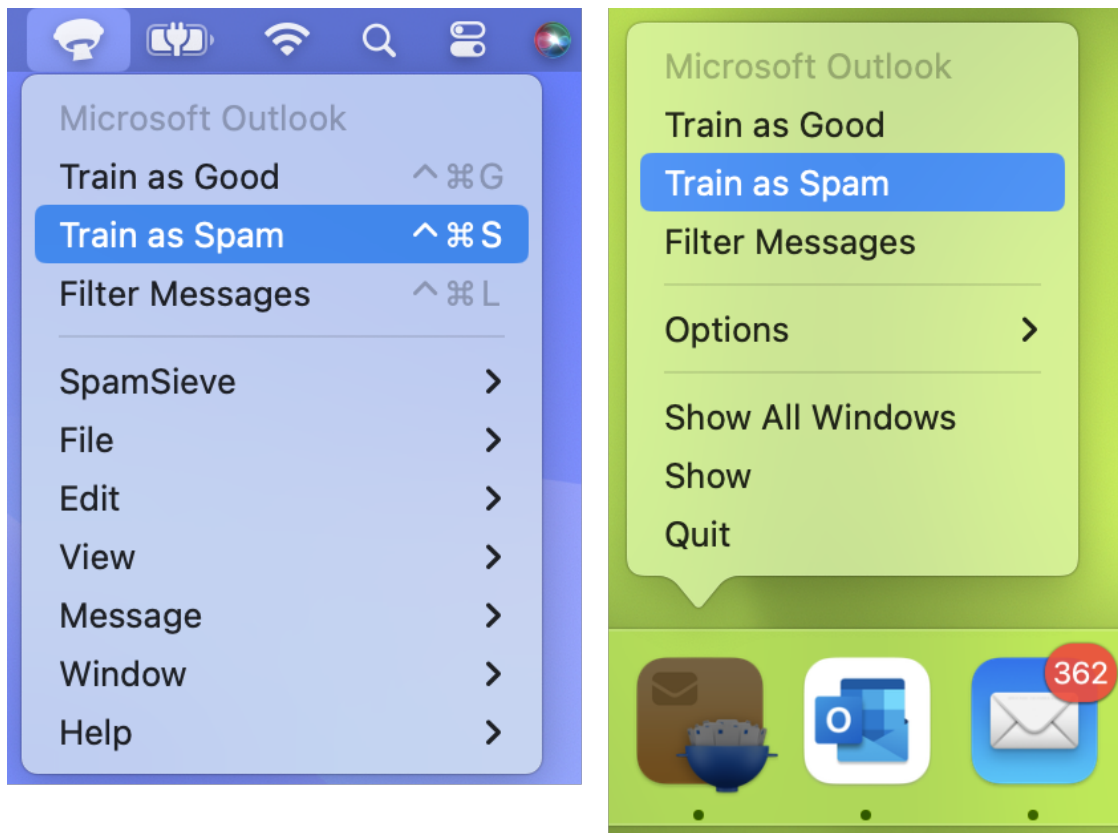 Microsoft Outlook
Train as Good ^⌘G
Train as Spam ^⌘S
Filter Messages ^⌘L
SpamSieve
File
Edit
View
Message
Window
Help
Microsoft Outlook
Train as Good
Train as Spam
Filter Messages
Options
Show All Windows
Show
Quit
O
362